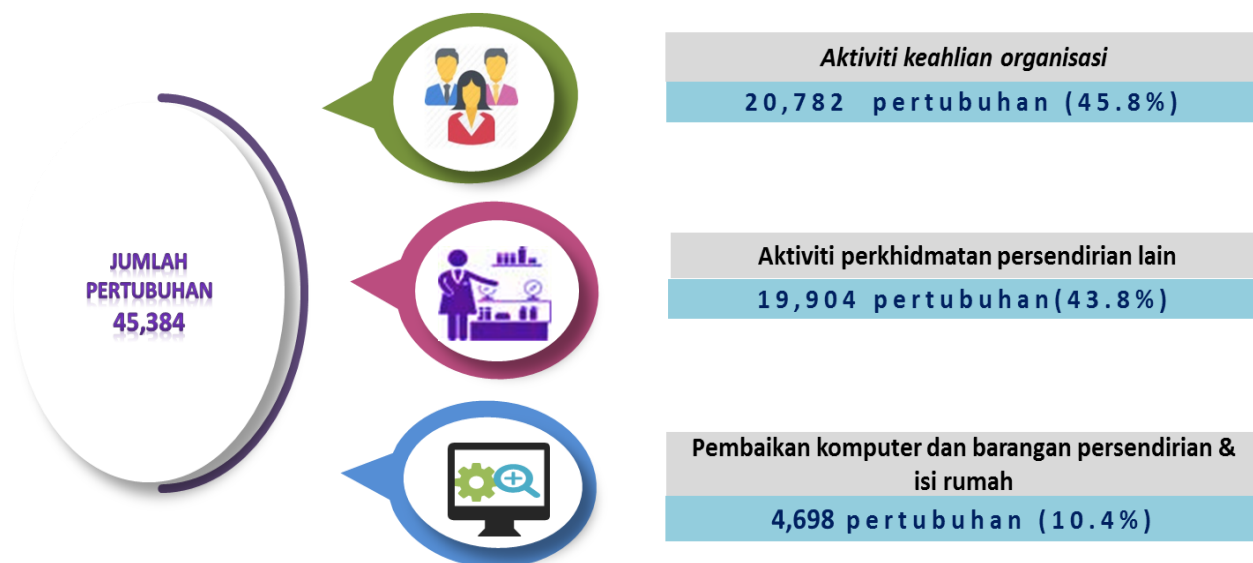 JUMLAH
PERTUBUHAN
45,384
Aktiviti keahlian organisasi
20,782 pertubuhan (45.8%)
Aktiviti perkhidmatan persendirian lain
19,904 pertubuhan(43.8%)
Pembaikan komputer dan barangan persendirian &
isi rumah
4,698 pertubuhan (10.4%)